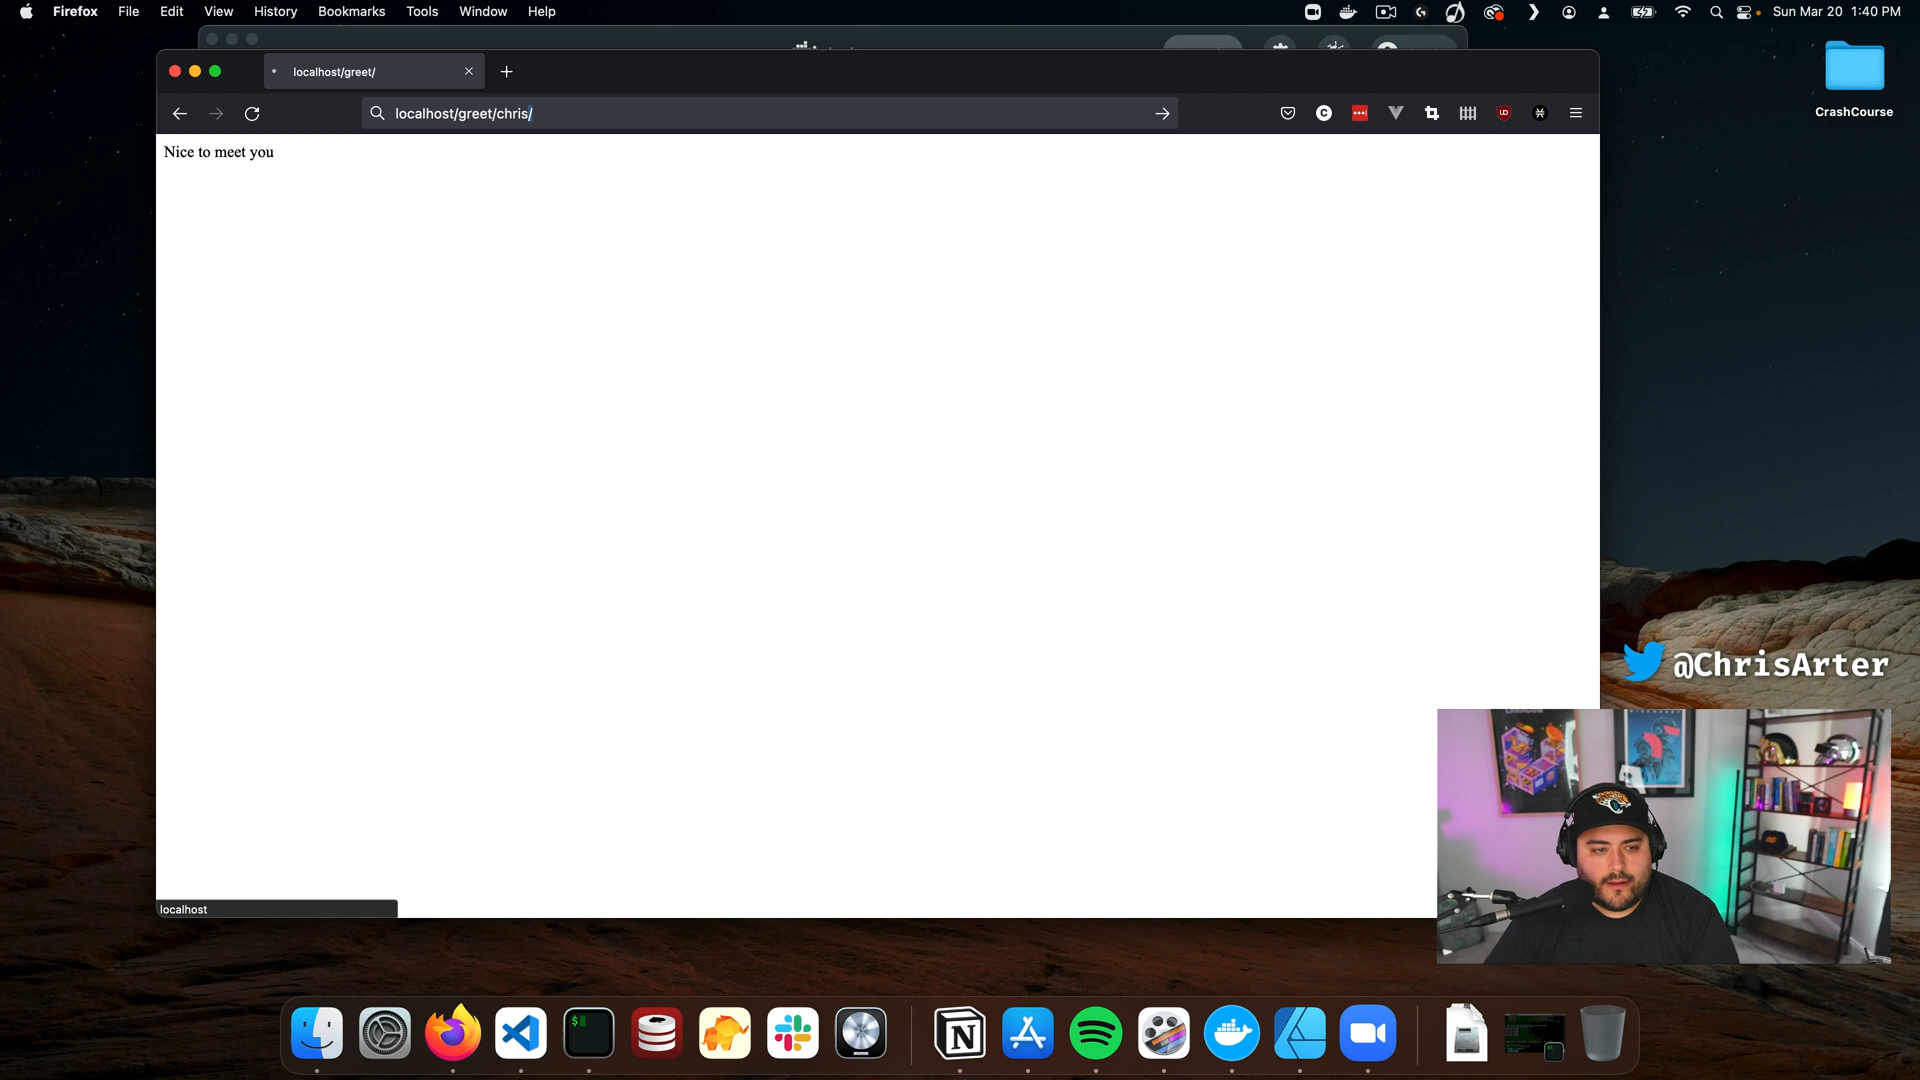 Firefox File Edit View History Bookmarks Tools Window Help
Sun Mar 20 1:40 PM
localhost/greet/
localhost/greet/chris/
CrashCourse
Nice to meet you
@ChrisArter
localhost